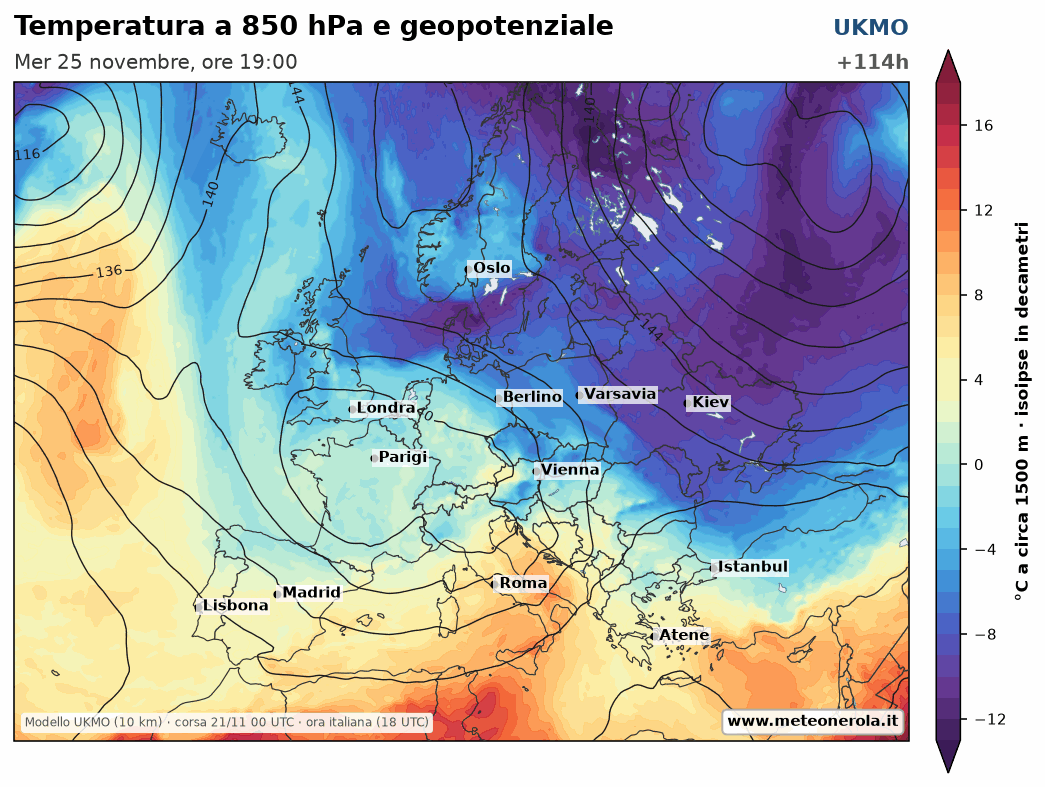 Temperatura a 850 hPa e geopotenziale
UKMO
Mer 25 novembre, ore 19:00
+114h
144
140
116
140
136
144
16
12
8
4
0
−4
−8
−12
°C a circa 1500 m · isoipse in decametri
Oslo
Berlino
Varsavia
Kiev
Londra
Parigi
Vienna
Istanbul
Roma
Madrid
Lisbona
Atene
Modello UKMO (10 km) · corsa 21/11 00 UTC · ora italiana (18 UTC)
www.meteonerola.it